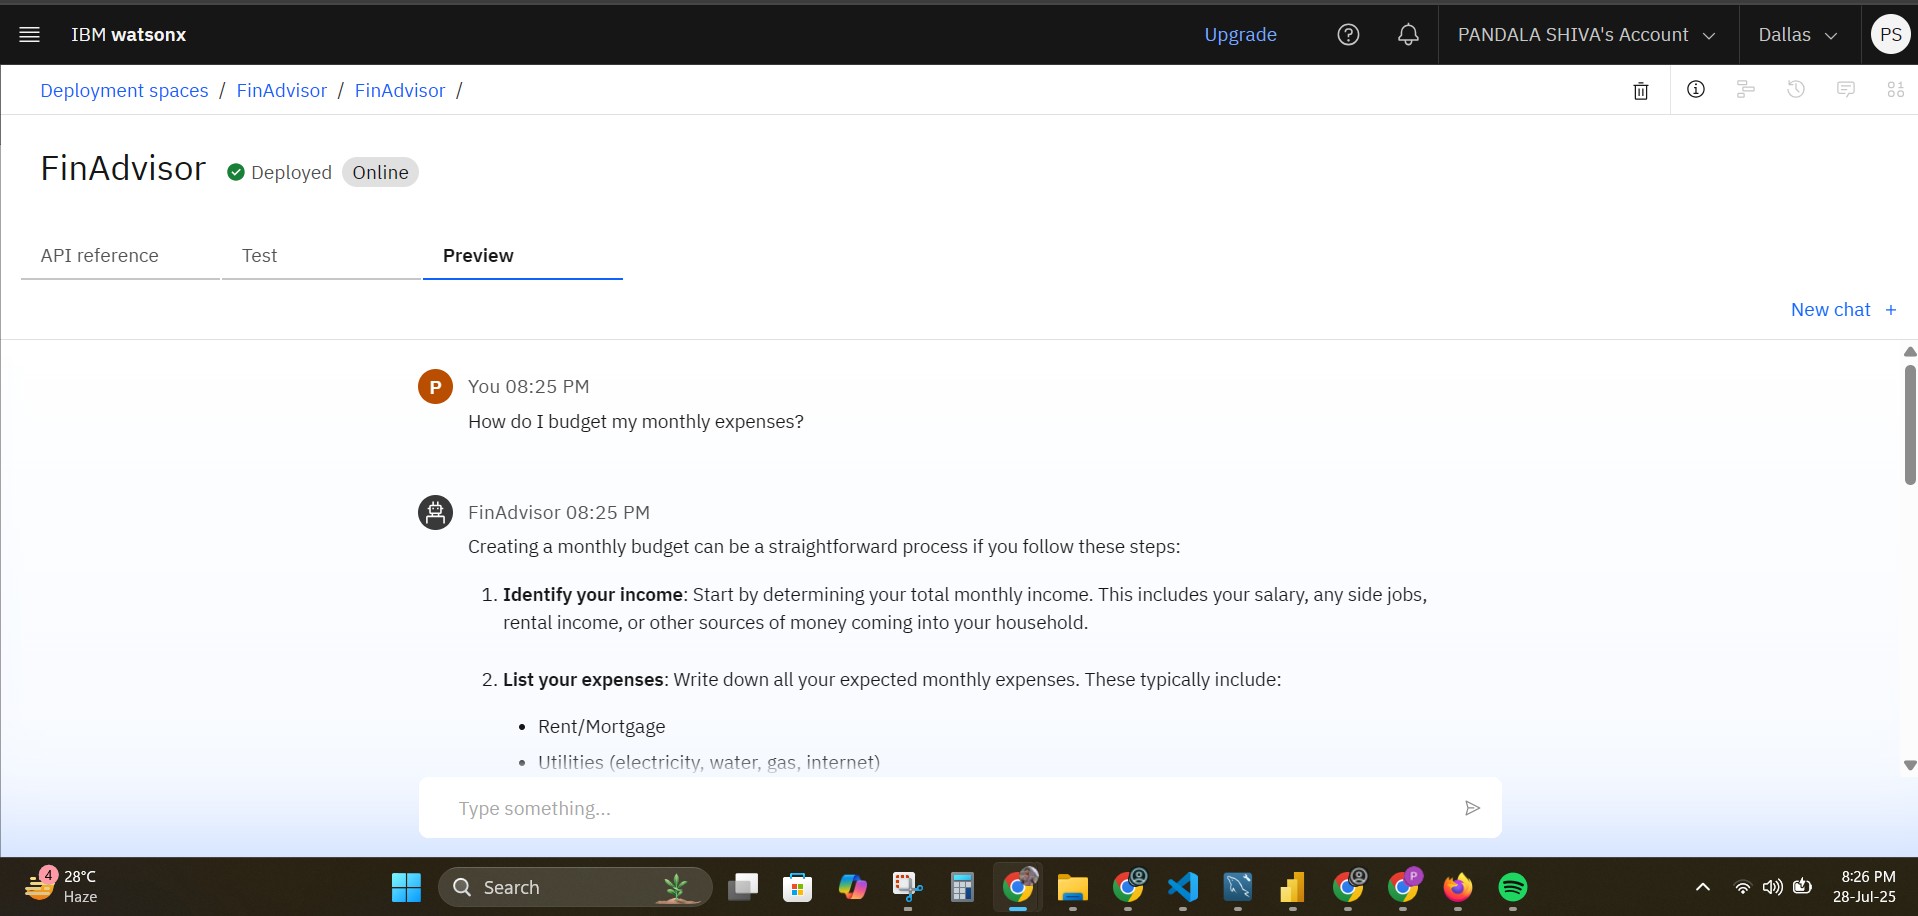 IBM watsonx
Upgrade
PANDALA SHIVA's Account
Dallas
PS
Deployment spaces / FinAdvisor / FinAdvisor /
FinAdvisor
Deployed
Online
API reference
Test
Preview
New chat +
P
You 08:25 PM
How do I budget my monthly expenses?
FinAdvisor 08:25 PM
Creating a monthly budget can be a straightforward process if you follow these steps:
1. Identify your income: Start by determining your total monthly income. This includes your salary, any side jobs,
rental income, or other sources of money coming into your household.
2. List your expenses: Write down all your expected monthly expenses. These typically include:
• Rent/Mortgage
• Utilities (electricity, water, gas, internet)
Type something...
4
28°C
Haze
Search
P
8:26 PM
28-Jul-25